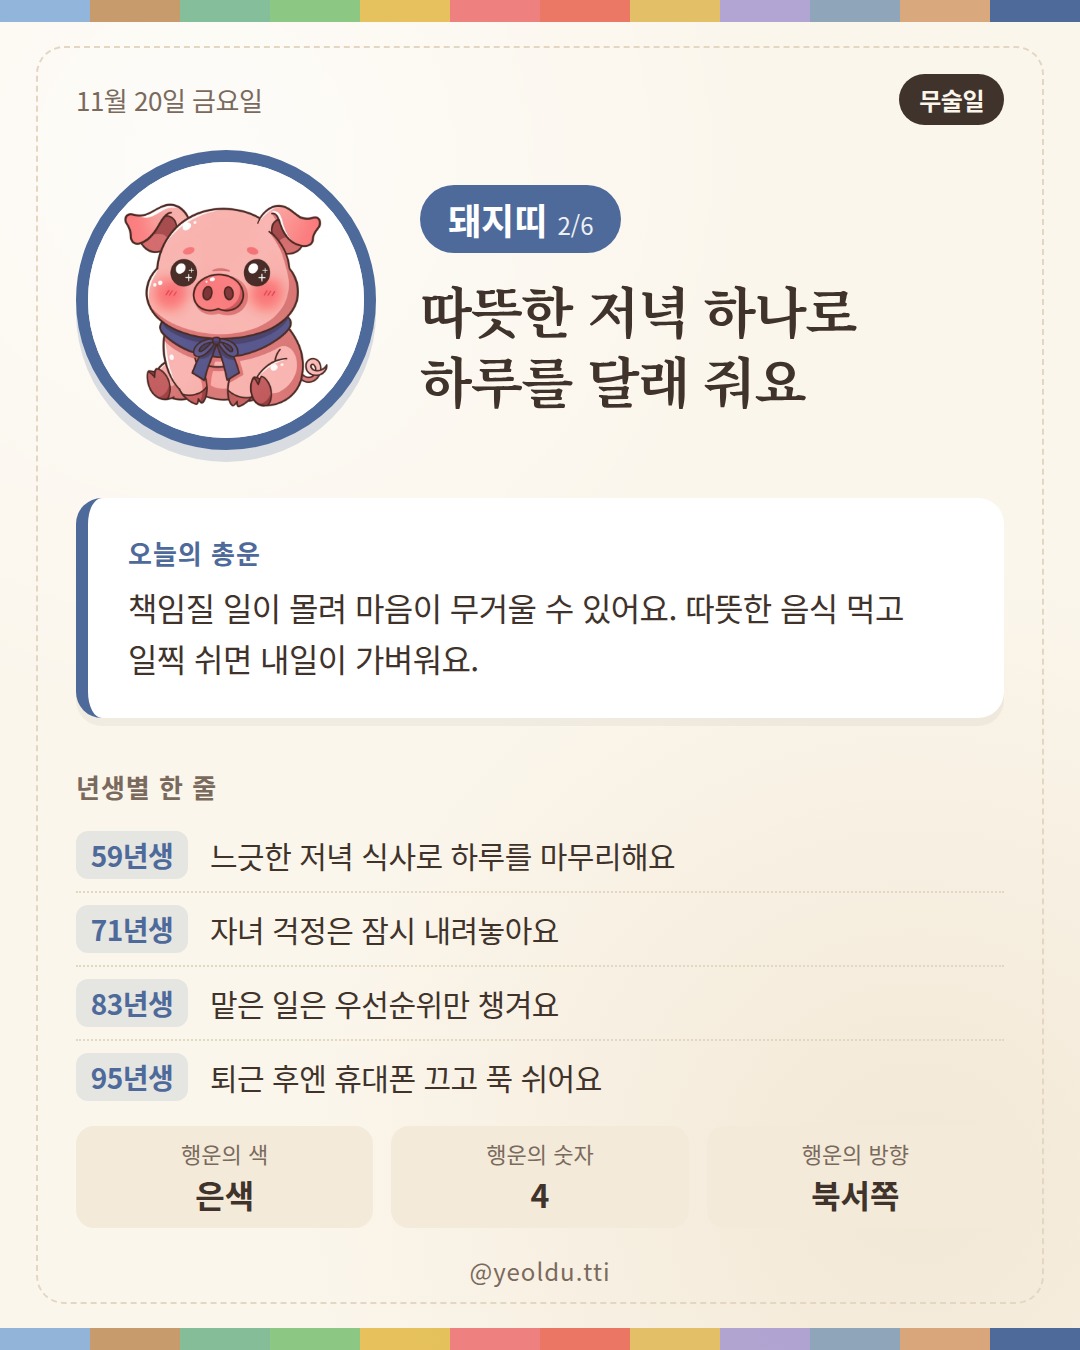 11월 20일 금요일
무술일
돼지띠 2/6
따뜻한 저녁 하나로
하루를 달래 줘요
오늘의 총운
책임질 일이 몰려 마음이 무거울 수 있어요. 따뜻한 음식 먹고
일찍 쉬면 내일이 가벼워요.
년생별 한 줄
59년생 느긋한 저녁 식사로 하루를 마무리해요
71년생 자녀 걱정은 잠시 내려놓아요
83년생 맡은 일은 우선순위만 챙겨요
95년생 퇴근 후엔 휴대폰 끄고 푹 쉬어요
행운의 색
은색
행운의 숫자
4
행운의 방향
북서쪽
@yeoldu.tti